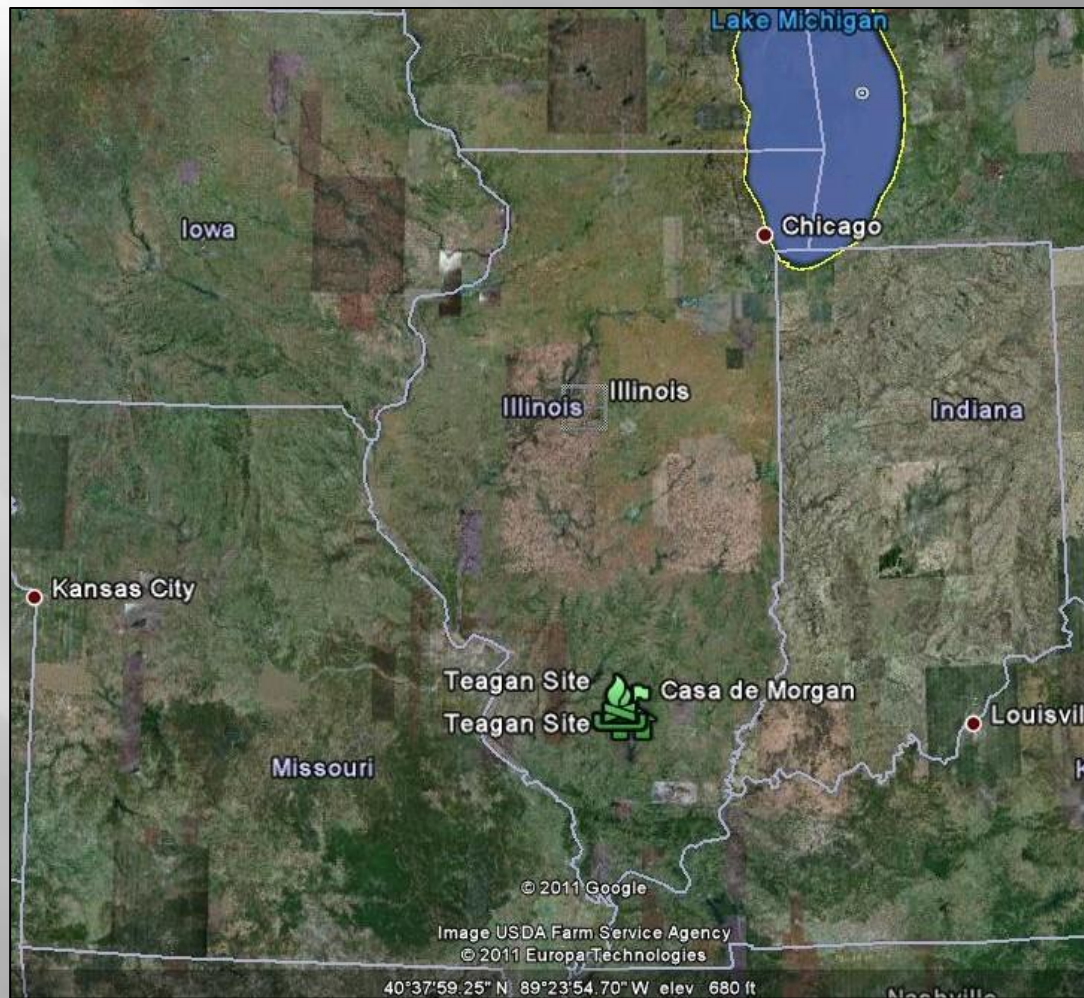 Lake Michigan
Iowa
Chicago
Illinois
Illinois
Indiana
Kansas City
Teagan Site
Casa de Morgan
Teagan Site
Louisvil
Missouri
K
© 2011 Google
Image USDA Farm Service Agency
© 2011 Europa Technologies
40°37'59.25" N 89°23'54.70" W elev 680 ft
Nashville